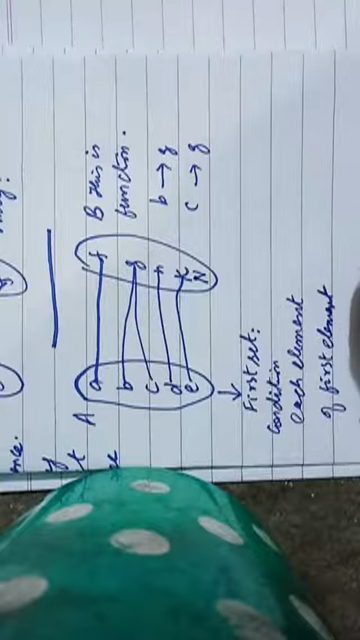 A
B This is
function.
a f
b g
c h
d k
e N
b → g
c → g
First set:
Condition
each element
of first element